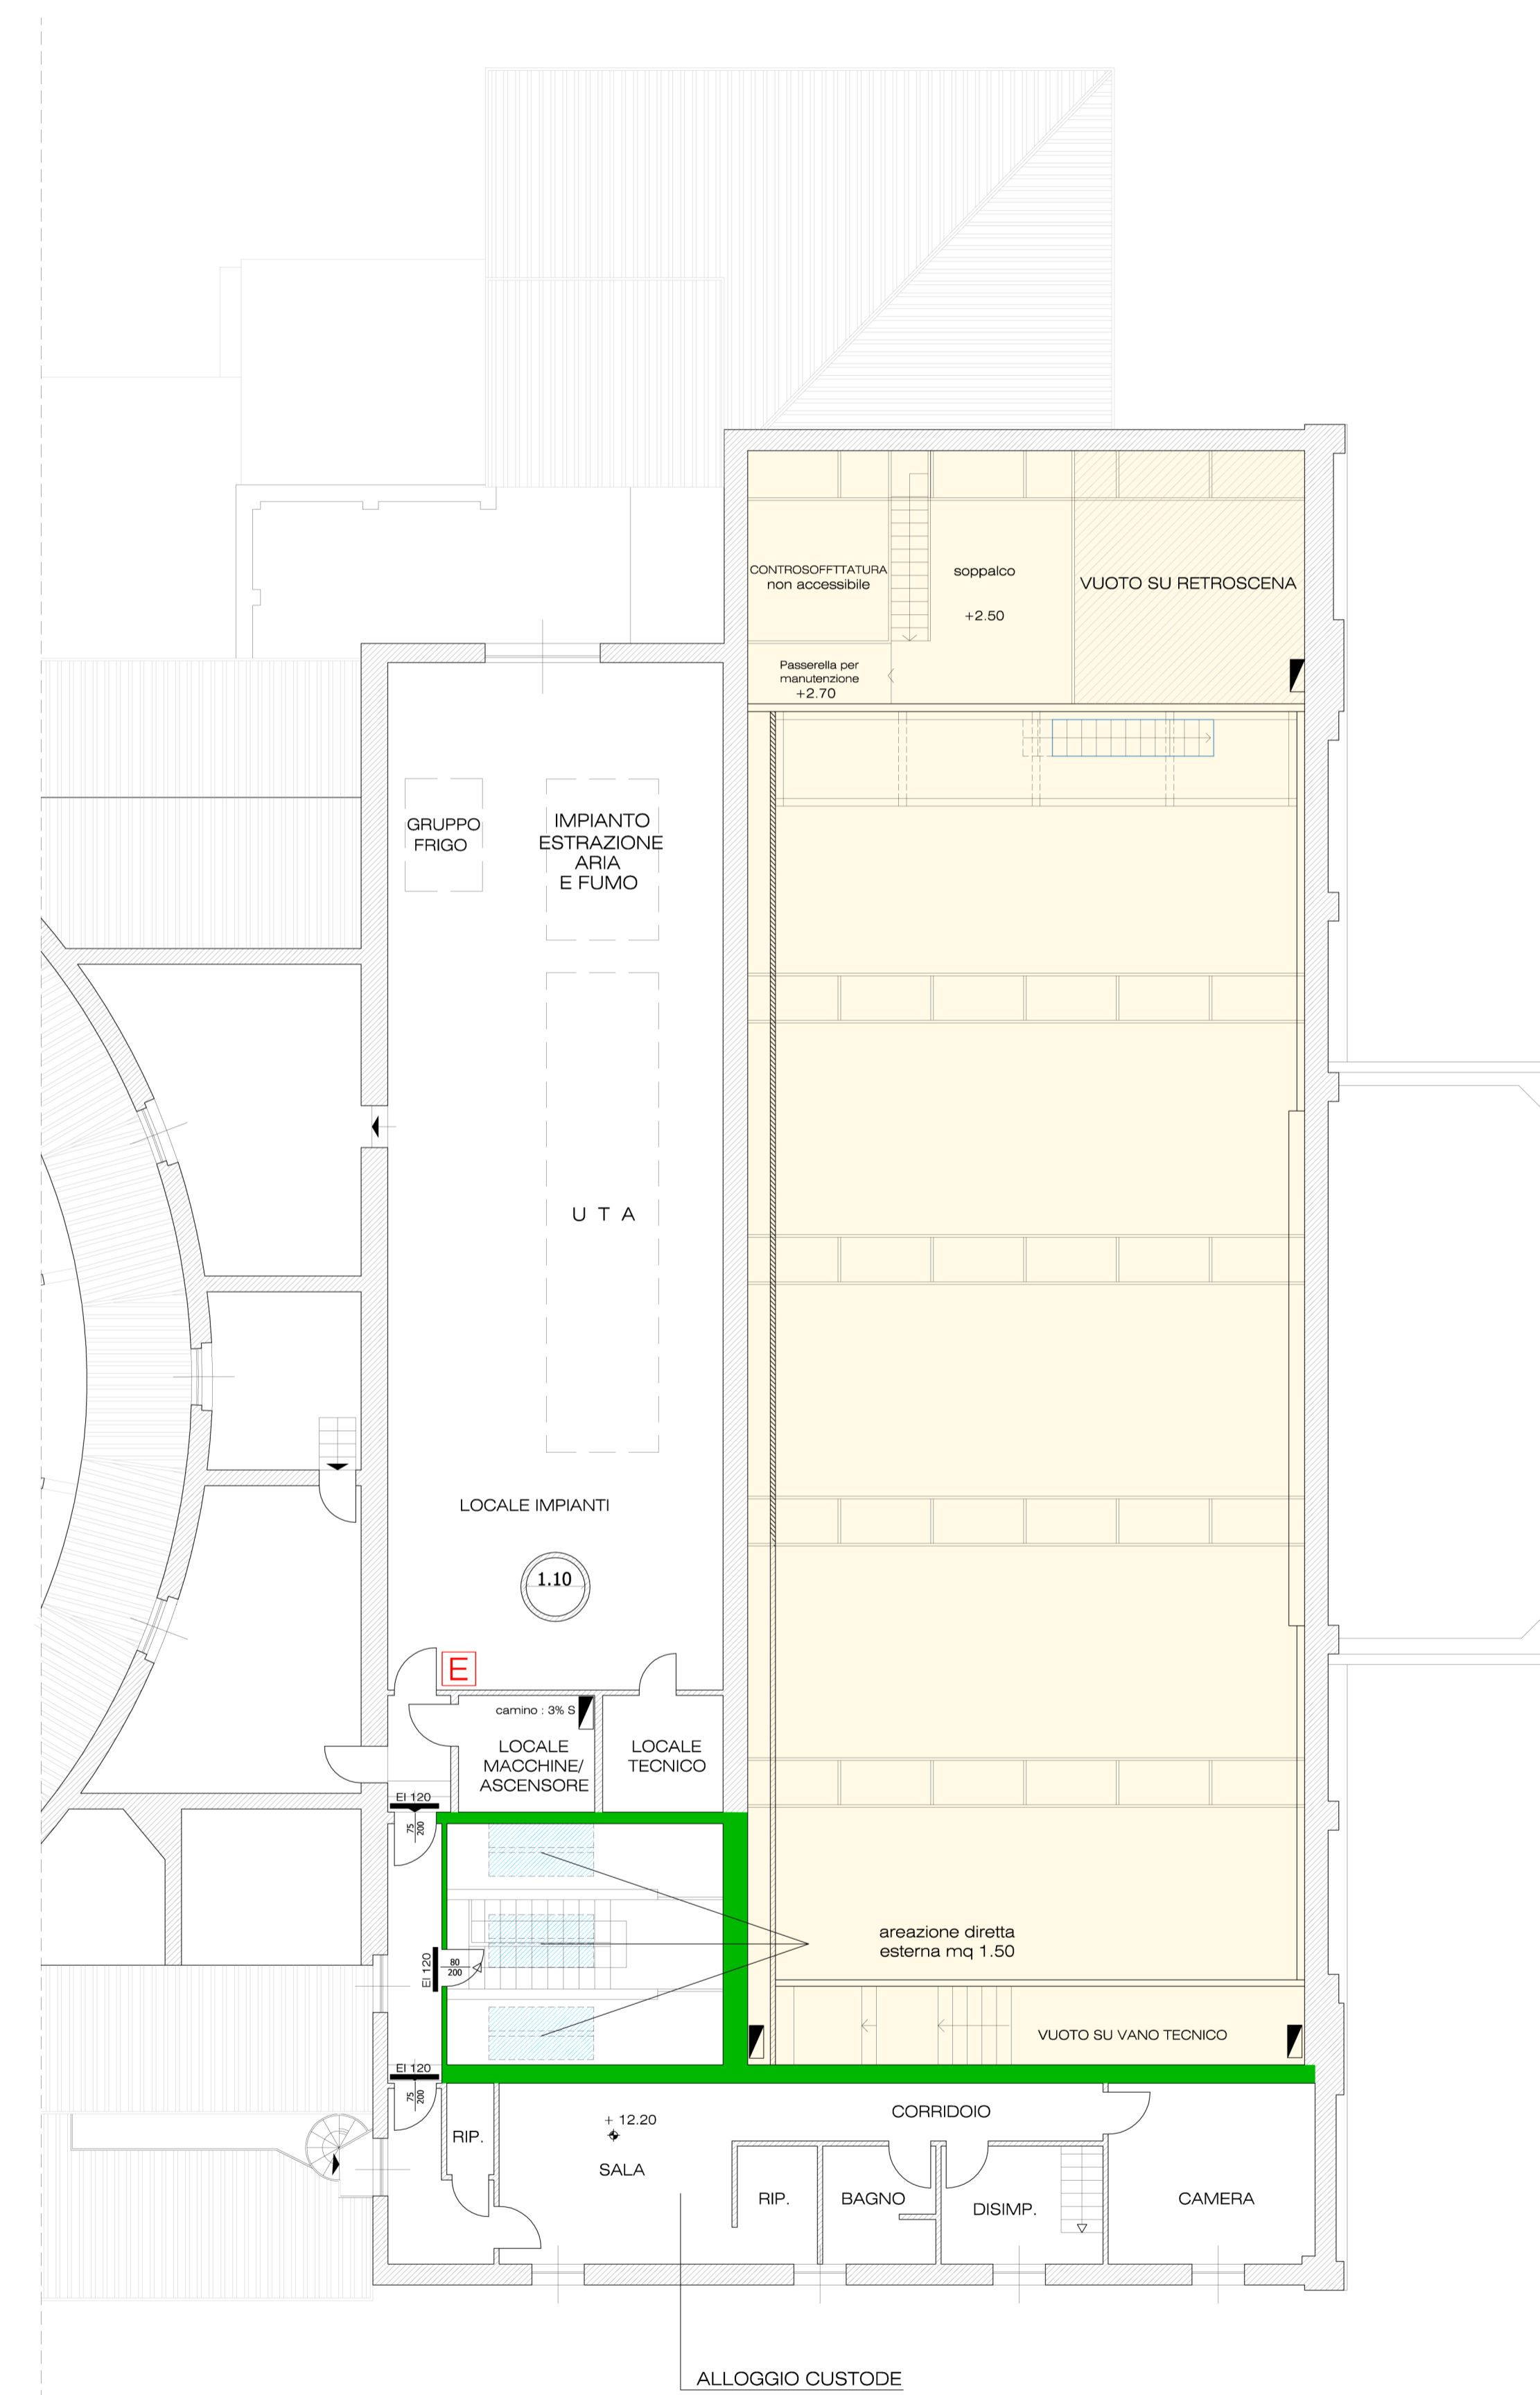 CONTROSOFFTTATURA
non accessibile
soppalco
+2.50
VUOTO SU RETROSCENA
Passerella per
manutenzione
+2.70
GRUPPO
FRIGO
IMPIANTO
ESTRAZIONE
ARIA
E FUMO
U T A
LOCALE IMPIANTI
1.10
E
camino : 3% S
LOCALE
MACCHINE/
ASCENSORE
LOCALE
TECNICO
EI 120
75
200
EI 120
80
200
areazione diretta
esterna mq 1.50
VUOTO SU VANO TECNICO
EI 120
75
200
RIP.
+ 12.20
SALA
CORRIDOIO
RIP.
BAGNO
DISIMP.
CAMERA
ALLOGGIO CUSTODE